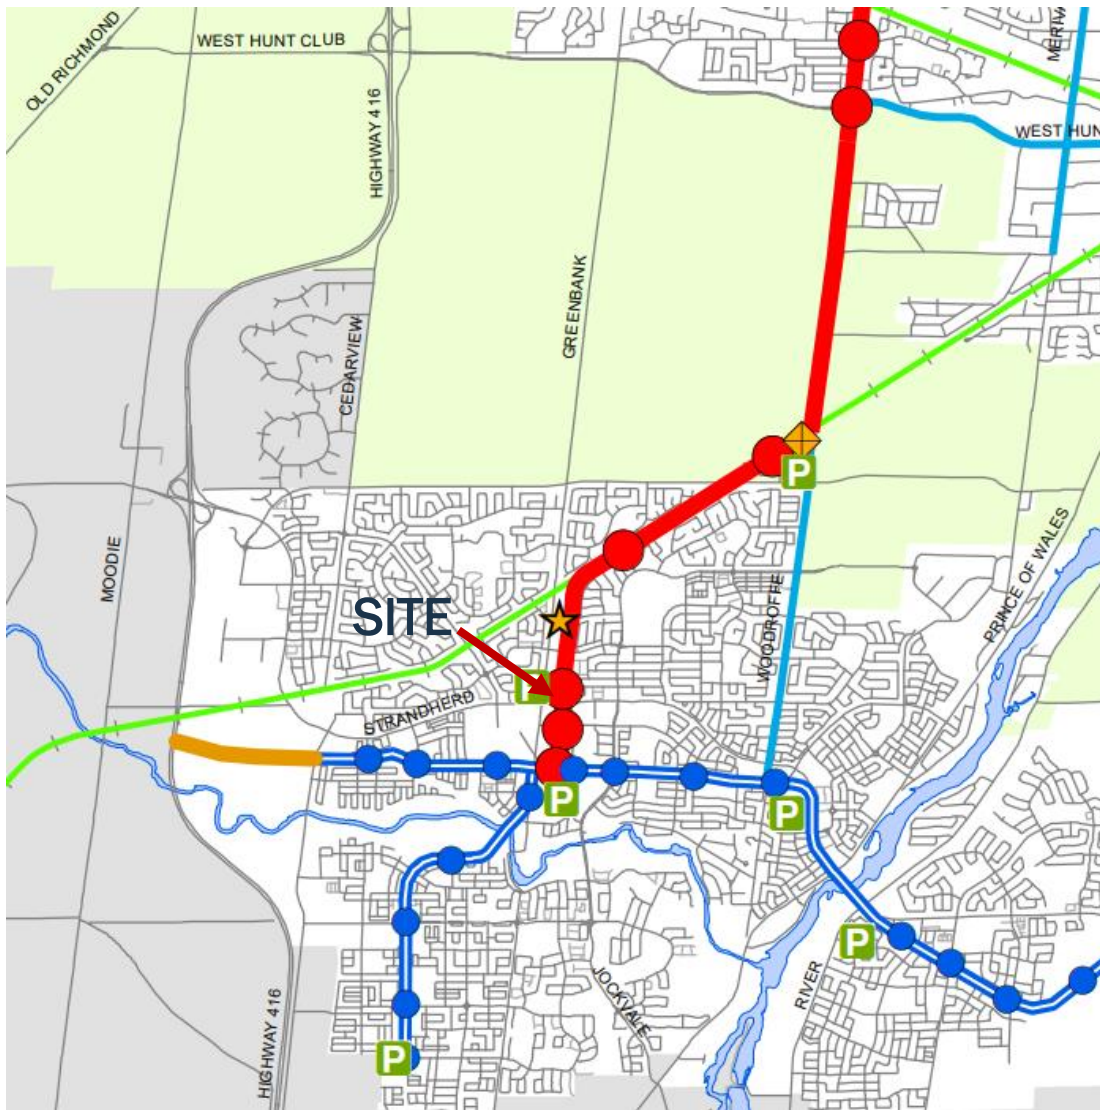 OLD RICHMOND
WEST HUNT CLUB
HIGHWAY 416
WEST HUN
GREENBANK
CEDARVIEW
P
MOODIE
PRINCE OF WALES
WOODROFFE
SITE
STRANDHERD
P
P
P
RIVER
JOCKVALE
HIGHWAY 416
P